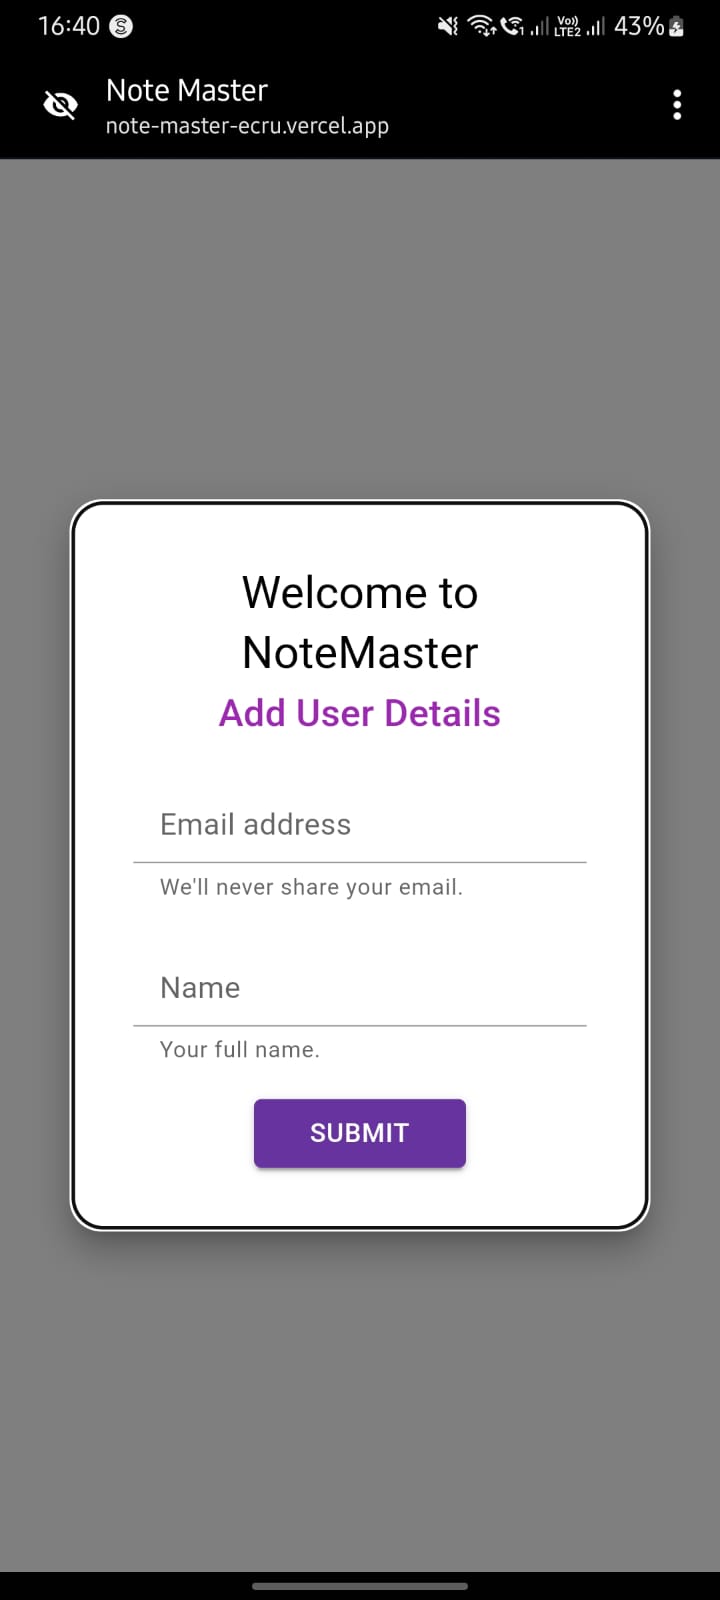 16:40
Vo))
LTE2
43%
Note Master
note-master-ecru.vercel.app
Welcome to
NoteMaster
Add User Details
Email address
We'll never share your email.
Name
Your full name.
SUBMIT